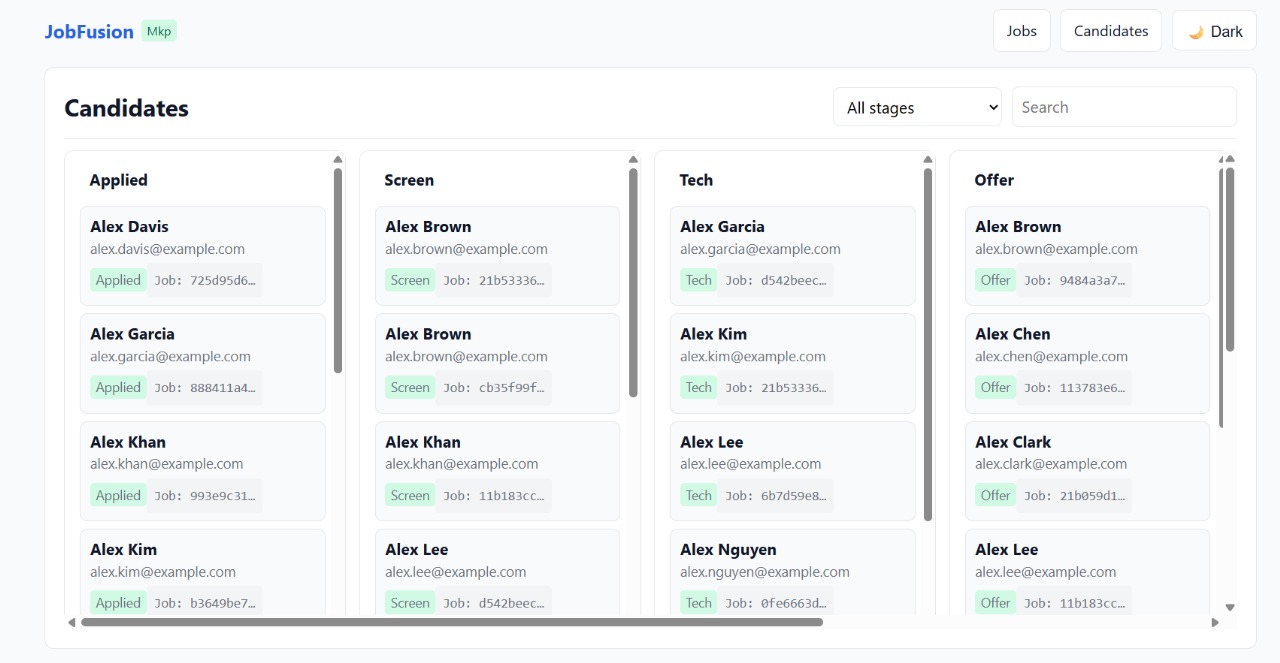 JobFusion Mkp Jobs Candidates 🌙 Dark
Candidates All stages Search
Applied
Alex Davis
alex.davis@example.com
Applied Job: 725d95d6…
Alex Garcia
alex.garcia@example.com
Applied Job: 888411a4…
Alex Khan
alex.khan@example.com
Applied Job: 993e9c31…
Alex Kim
alex.kim@example.com
Applied Job: b3649be7…
Screen
Alex Brown
alex.brown@example.com
Screen Job: 21b53336…
Alex Brown
alex.brown@example.com
Screen Job: cb35f99f…
Alex Khan
alex.khan@example.com
Screen Job: 11b183cc…
Alex Lee
alex.lee@example.com
Screen Job: d542beec…
Tech
Alex Garcia
alex.garcia@example.com
Tech Job: d542beec…
Alex Kim
alex.kim@example.com
Tech Job: 21b53336…
Alex Lee
alex.lee@example.com
Tech Job: 6b7d59e8…
Alex Nguyen
alex.nguyen@example.com
Tech Job: 0fe6663d…
Offer
Alex Brown
alex.brown@example.com
Offer Job: 9484a3a7…
Alex Chen
alex.chen@example.com
Offer Job: 113783e6…
Alex Clark
alex.clark@example.com
Offer Job: 21b059d1…
Alex Lee
alex.lee@example.com
Offer Job: 11b183cc…